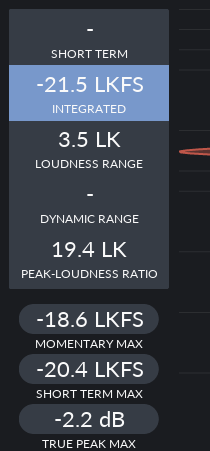 -
SHORT TERM
-21.5 LKFS
INTEGRATED
3.5 LK
LOUDNESS RANGE
-
DYNAMIC RANGE
19.4 LK
PEAK-LOUDNESS RATIO
-18.6 LKFS
MOMENTARY MAX
-20.4 LKFS
SHORT TERM MAX
-2.2 dB
TRUE PEAK MAX